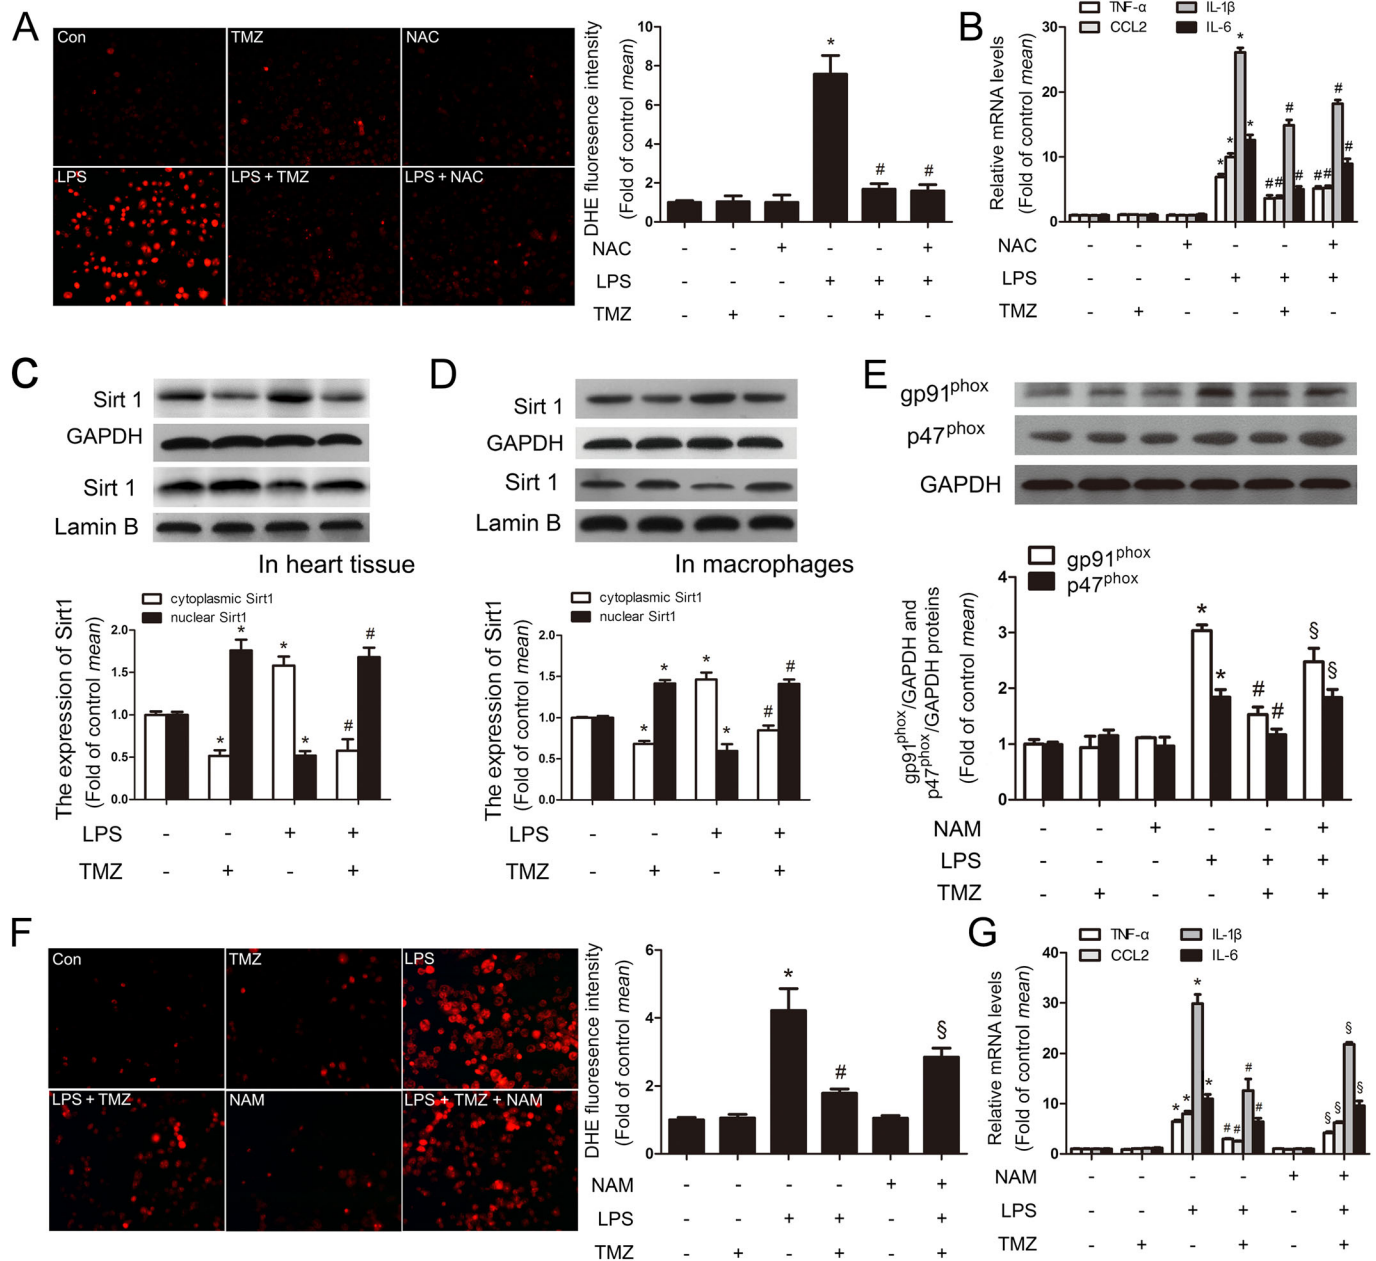 A
Con
TMZ
NAC
LPS
LPS + TMZ
LPS + NAC
DHE fluoresence intensity
(Fold of control mean)
10
8
6
4
2
0
*
#
#
NAC - - + - - +
LPS - - - + + +
TMZ - + - - + -
B
TNF-α
IL-1β
CCL2
IL-6
Relative mRNA levels
(Fold of control mean)
30
20
10
0
* * * *
# # # #
# # # #
NAC - - + - - +
LPS - - - + + +
TMZ - + - - + -
C
Sirt 1
GAPDH
Sirt 1
Lamin B
In heart tissue
cytoplasmic Sirt1
nuclear Sirt1
The expression of Sirt1
(Fold of control mean)
2.0
1.5
1.0
0.5
0.0
* *
* *
# #
LPS - - + +
TMZ - + - +
D
Sirt 1
GAPDH
Sirt 1
Lamin B
In macrophages
cytoplasmic Sirt1
nuclear Sirt1
The expression of Sirt1
(Fold of control mean)
2.0
1.5
1.0
0.5
0.0
* *
* *
# #
LPS - - + +
TMZ - + - +
E
gp91phox
p47phox
GAPDH
gp91phox
p47phox
gp91phox/GAPDH and
p47phox/GAPDH proteins
(Fold of control mean)
4
3
2
1
0
* *
# #
§ §
NAM - - + - - +
LPS - - - + + +
TMZ - + - - + +
F
Con
TMZ
LPS
LPS + TMZ
NAM
LPS + TMZ + NAM
DHE fluoresence intensity
(Fold of control mean)
6
4
2
0
*
#
§
NAM - - - - + +
LPS - - + + - +
TMZ - + - + - +
G
TNF-α
IL-1β
CCL2
IL-6
Relative mRNA levels
(Fold of control mean)
40
30
20
10
0
* * * *
# # # #
§ § § §
NAM - - - - + +
LPS - - + + - +
TMZ - + - + - +